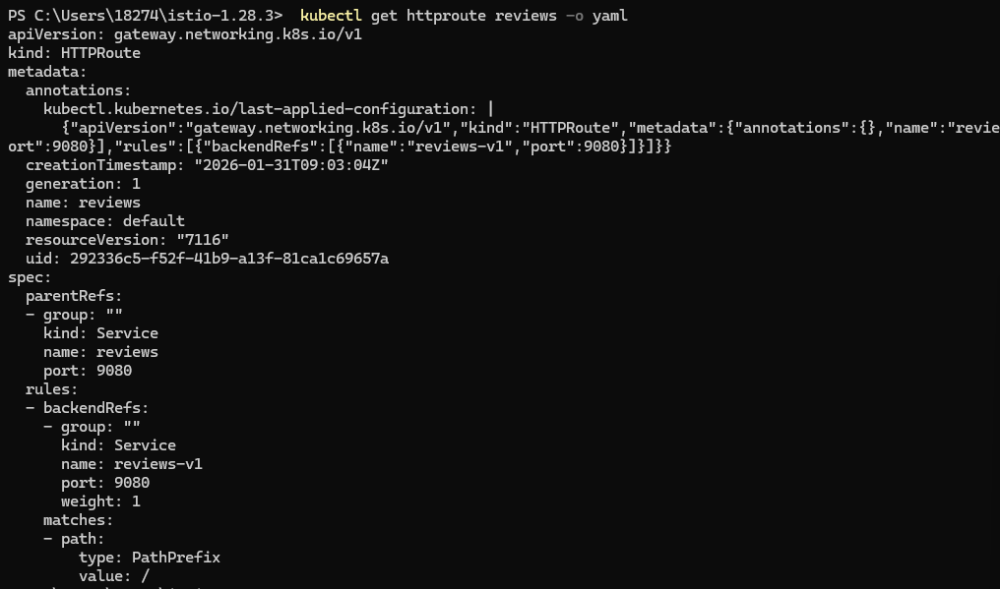 PS C:\Users\18274\istio-1.28.3>  kubectl get httproute reviews -o yaml
apiVersion: gateway.networking.k8s.io/v1
kind: HTTPRoute
metadata:
  annotations:
    kubectl.kubernetes.io/last-applied-configuration: |
      {"apiVersion":"gateway.networking.k8s.io/v1","kind":"HTTPRoute","metadata":{"annotations":{},"name":"revie
ort":9080}],"rules":[{"backendRefs":[{"name":"reviews-v1","port":9080}]}]}}
  creationTimestamp: "2026-01-31T09:03:04Z"
  generation: 1
  name: reviews
  namespace: default
  resourceVersion: "7116"
  uid: 292336c5-f52f-41b9-a13f-81ca1c69657a
spec:
  parentRefs:
  - group: ""
    kind: Service
    name: reviews
    port: 9080
  rules:
  - backendRefs:
    - group: ""
      kind: Service
      name: reviews-v1
      port: 9080
      weight: 1
    matches:
    - path:
        type: PathPrefix
        value: /